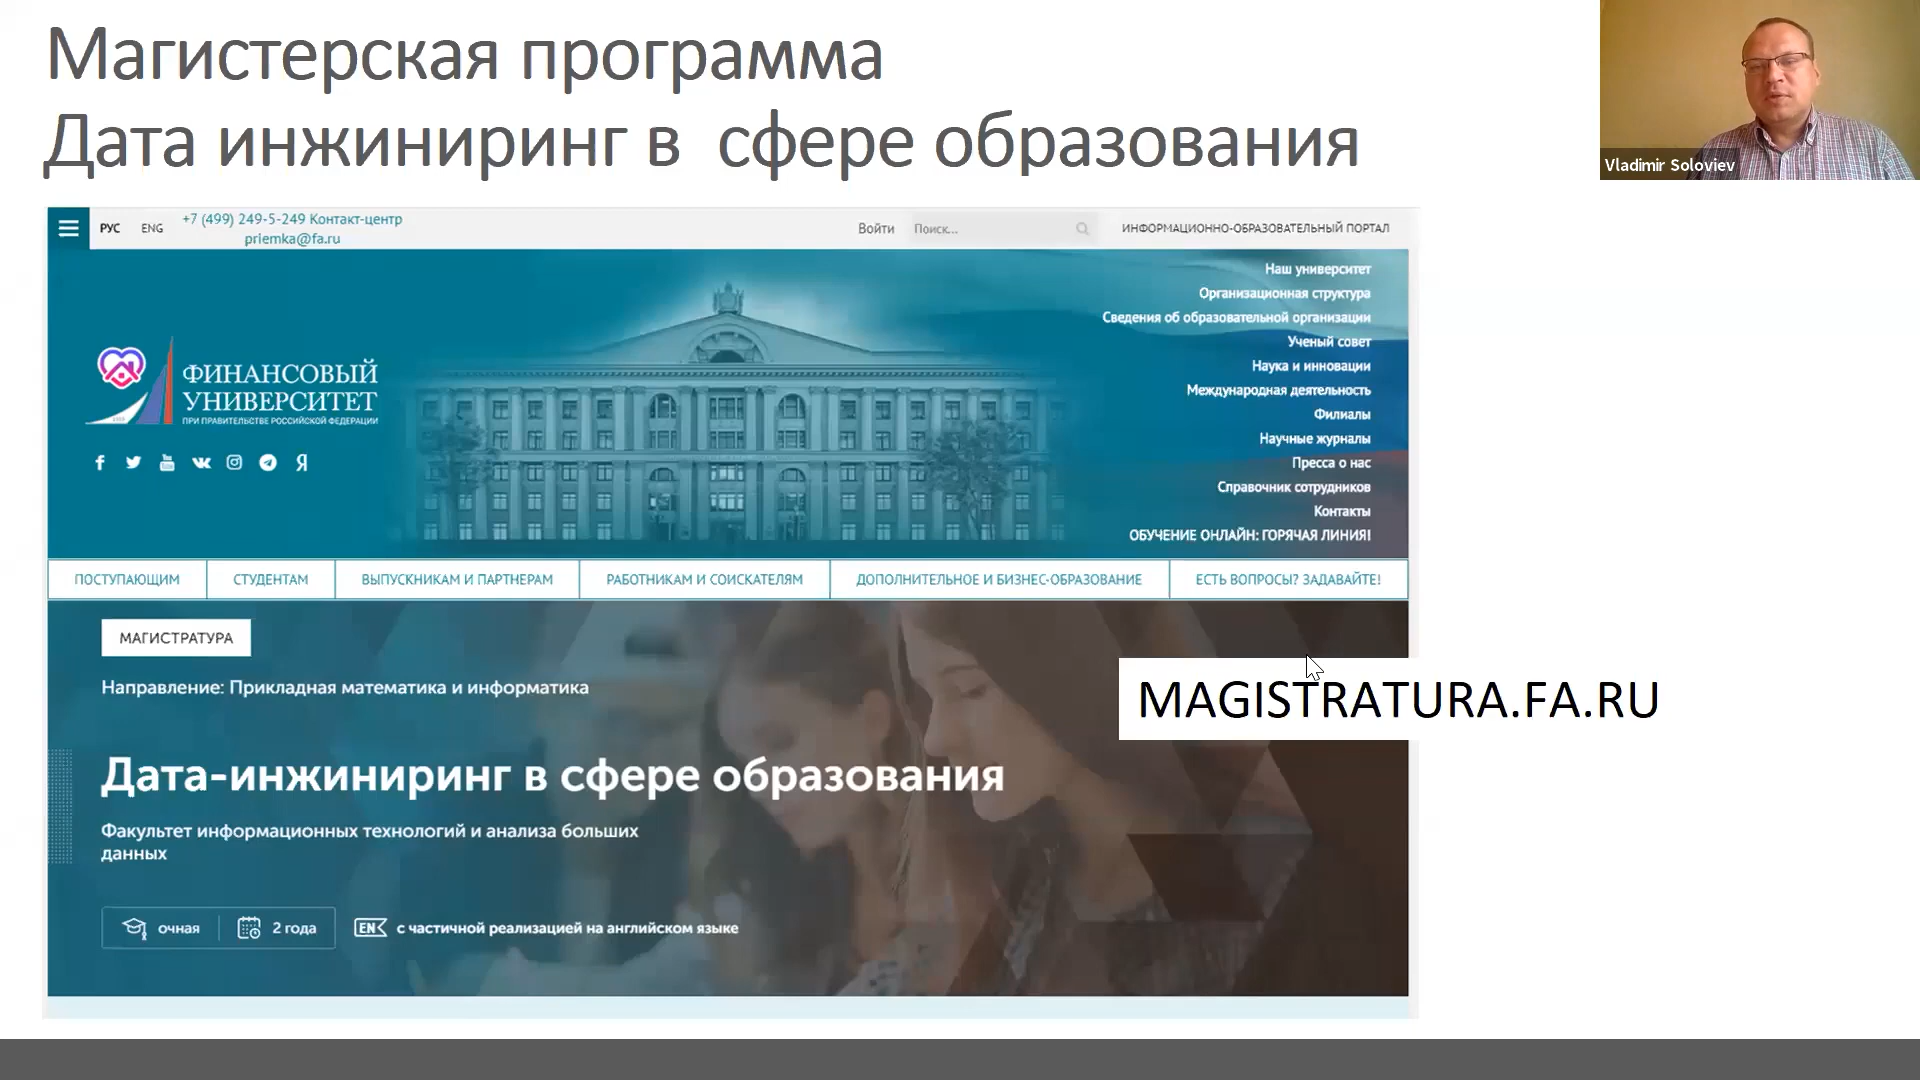 Магистерская программа
Дата инжиниринг в  сфере образования
Vladimir Soloviev
РУС
ENG
+7 (499) 249-5-249 Контакт-центр
priemka@fa.ru
Войти
Поиск...
ИНФОРМАЦИОННО-ОБРАЗОВАТЕЛЬНЫЙ ПОРТАЛ
Наш университет
Организационная структура
Сведения об образовательной организации
Ученый совет
Наука и инновации
Международная деятельность
Филиалы
Научные журналы
Пресса о нас
Справочник сотрудников
Контакты
ОБУЧЕНИЕ ОНЛАЙН: ГОРЯЧАЯ ЛИНИЯ!
ФИНАНСОВЫЙ
УНИВЕРСИТЕТ
ПРИ ПРАВИТЕЛЬСТВЕ РОССИЙСКОЙ ФЕДЕРАЦИИ
ПОСТУПАЮЩИМ
СТУДЕНТАМ
ВЫПУСКНИКАМ И ПАРТНЕРАМ
РАБОТНИКАМ И СОИСКАТЕЛЯМ
ДОПОЛНИТЕЛЬНОЕ И БИЗНЕС-ОБРАЗОВАНИЕ
ЕСТЬ ВОПРОСЫ? ЗАДАВАЙТЕ!
МАГИСТРАТУРА
Направление: Прикладная математика и информатика
MAGISTRATURA.FA.RU
Дата-инжиниринг в сфере образования
Факультет информационных технологий и анализа больших
данных
очная
2 года
EN
с частичной реализацией на английском языке